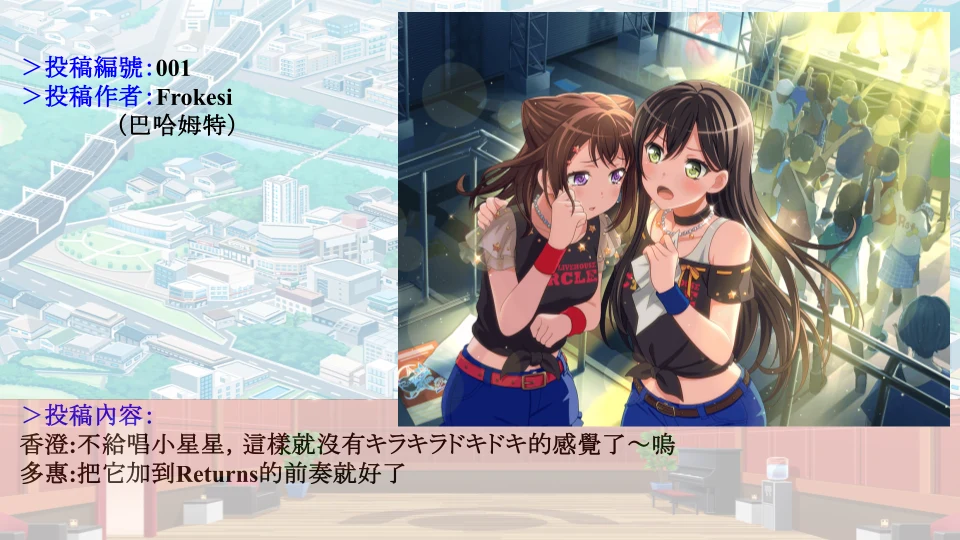 ＞投稿編號：001
＞投稿作者：Frokesi
（巴哈姆特）
LIVEHOUSE
RCLE
＞投稿內容：
香澄:不給唱小星星，這樣就沒有キラキラドキドキ的感覺了～嗚
多惠:把它加到Returns的前奏就好了